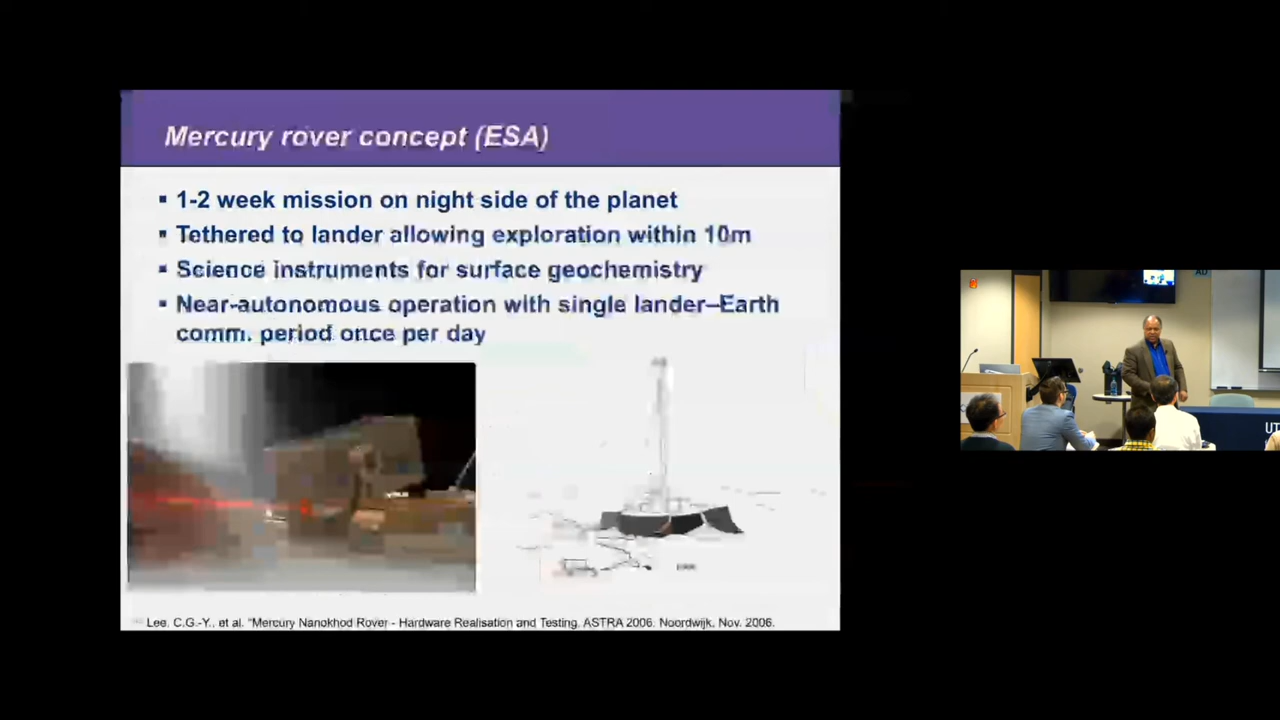 Mercury rover concept (ESA)
▪ 1-2 week mission on night side of the planet
▪ Tethered to lander allowing exploration within 10m
▪ Science instruments for surface geochemistry
▪ Near-autonomous operation with single lander–Earth
comm. period once per day
Lee, C.G.-Y., et al. "Mercury Nanokhod Rover - Hardware Realisation and Testing, ASTRA 2006. Noordwijk, Nov. 2006.
UT